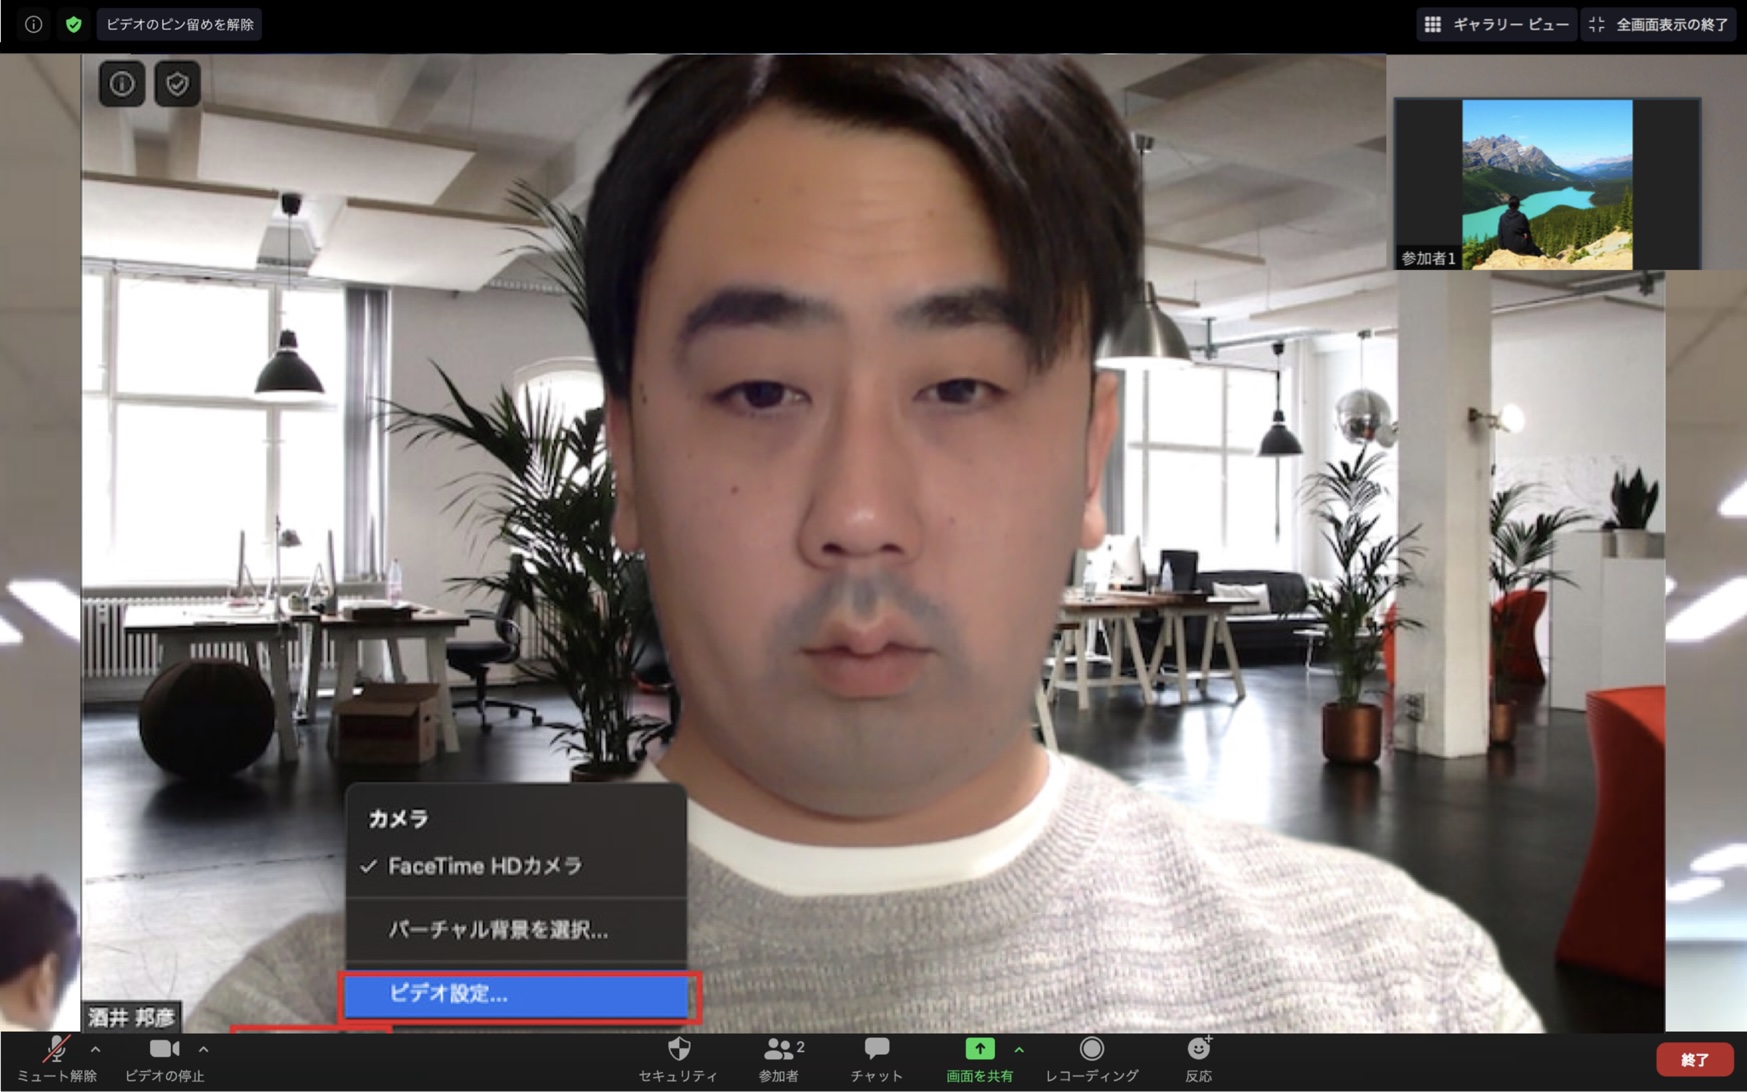 ビデオのピン留めを解除
ギャラリー ビュー
全画面表示の終了
参加者1
カメラ
✓ FaceTime HDカメラ
バーチャル背景を選択...
ビデオ設定...
酒井 邦彦
ミュート解除
ビデオの停止
セキュリティ
2
参加者
チャット
画面を共有
レコーディング
反応
終了